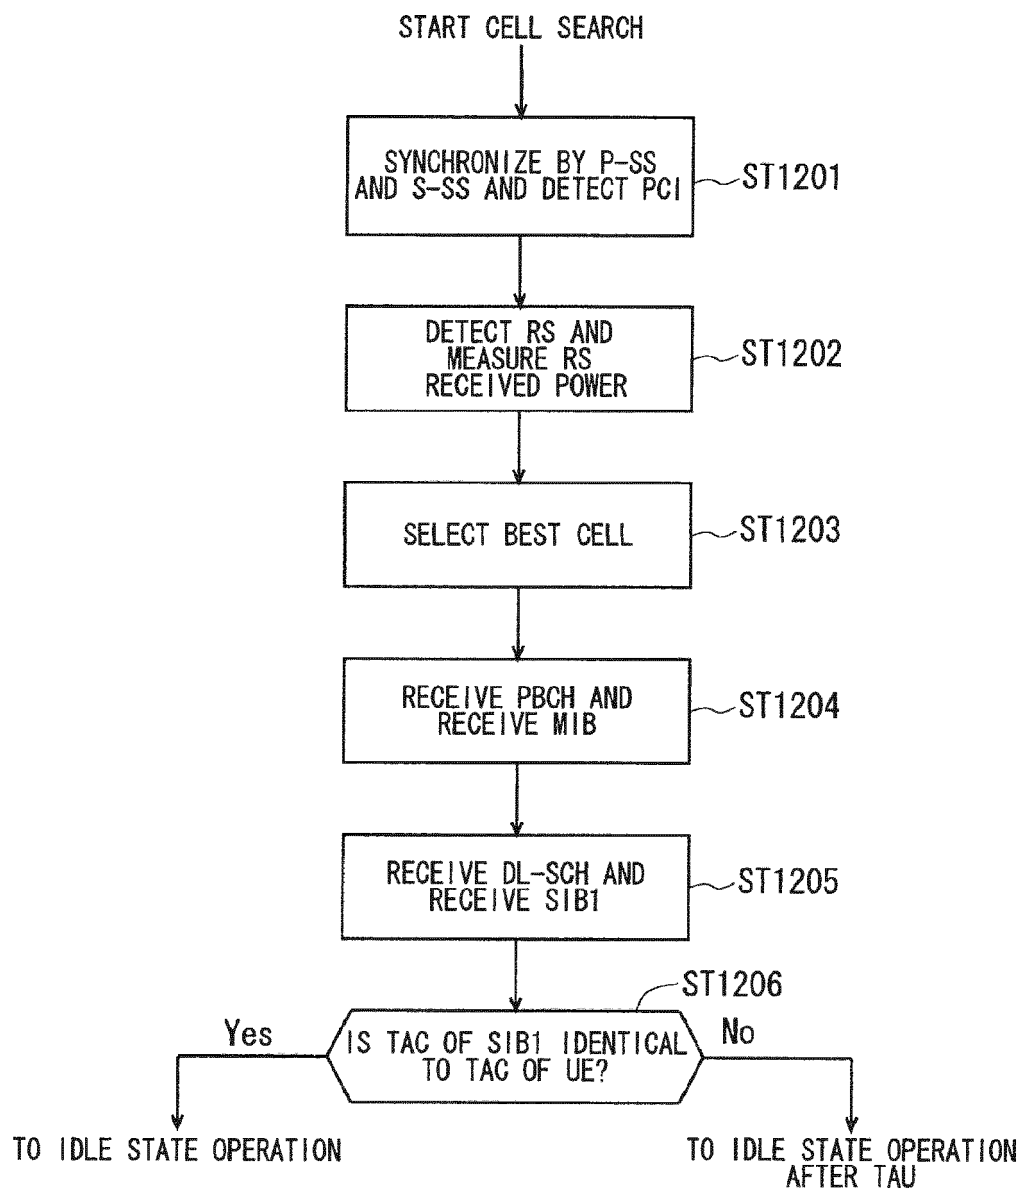 START CELL SEARCH
SYNCHRONIZE BY P-SS
AND S-SS AND DETECT PCI
ST1201
DETECT RS AND
MEASURE RS
RECEIVED POWER
ST1202
SELECT BEST CELL
ST1203
RECEIVE PBCH AND
RECEIVE MIB
ST1204
RECEIVE DL-SCH AND
RECEIVE SIB1
ST1205
ST1206
IS TAC OF SIB1 IDENTICAL
TO TAC OF UE?
Yes
No
TO IDLE STATE OPERATION
TO IDLE STATE OPERATION
AFTER TAU